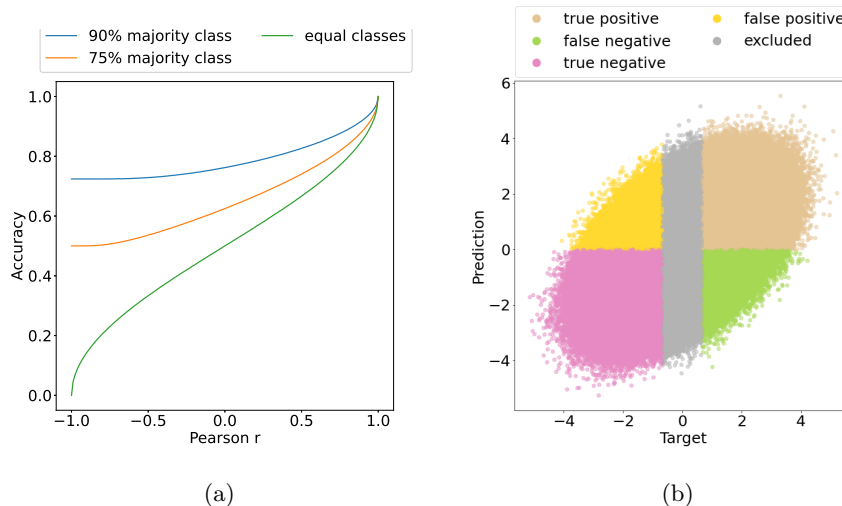 90% majority class
equal classes
75% majority class
1.0
0.8
0.6
0.4
0.2
0.0
Accuracy
−1.0 −0.5 0.0 0.5 1.0
Pearson r
(a)
true positive
false positive
false negative
excluded
true negative
6
4
2
0
−2
−4
Prediction
−4 −2 0 2 4
Target
(b)